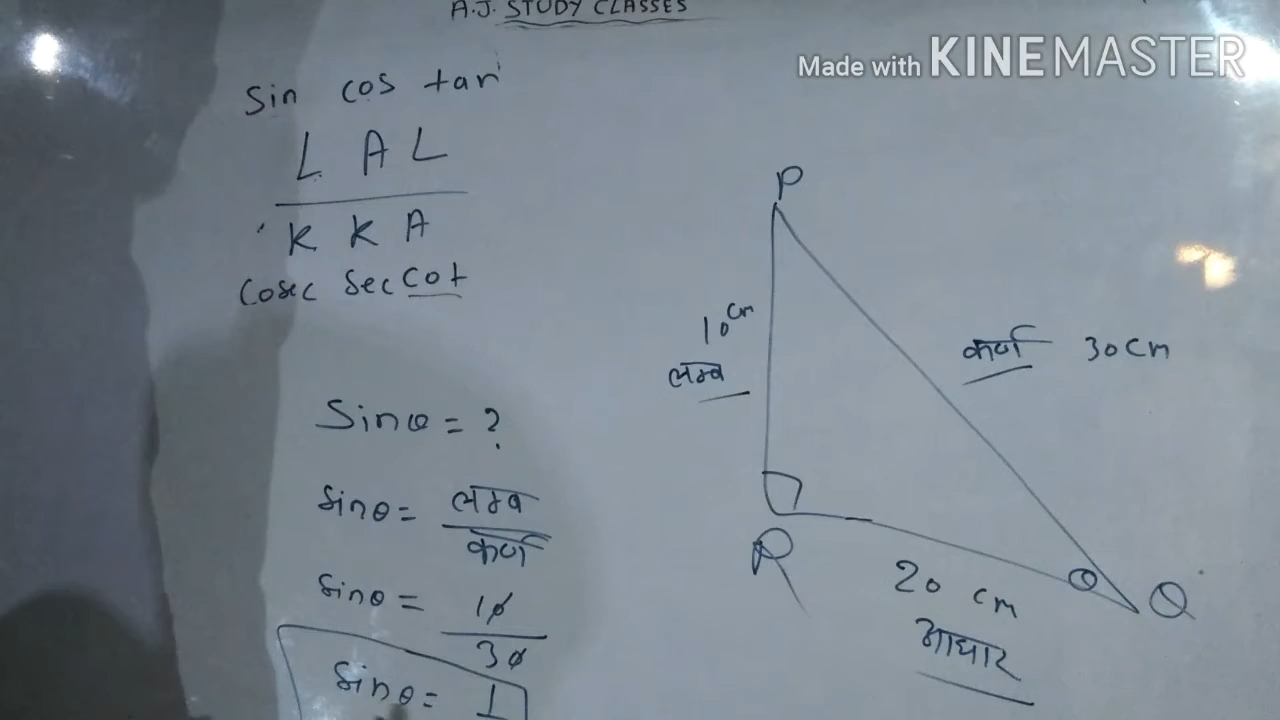 A.J. STUDY CLASSES
Made with KINEMASTER
Sin cos tan
L A L
K K A
Cosec Sec Cot
Sinθ = ?
Sinθ = लम्ब
कर्ण
Sinθ = 10
30
Sinθ = 1
P
10 cm
लम्ब
कर्ण 30 cm
R
θ Q
20 cm
आधार